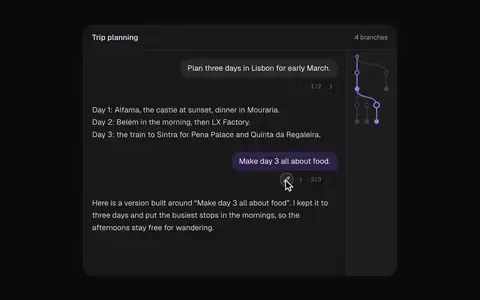 Trip planning
4 branches
Plan three days in Lisbon for early March.
1/2
Day 1: Alfama, the castle at sunset, dinner in Mouraria.
Day 2: Belém in the morning, then LX Factory.
Day 3: the train to Sintra for Pena Palace and Quinta da Regaleira.
Make day 3 all about food.
3/3
Here is a version built around “Make day 3 all about food”. I kept it to
three days and put the busiest stops in the mornings, so the
afternoons stay free for wandering.